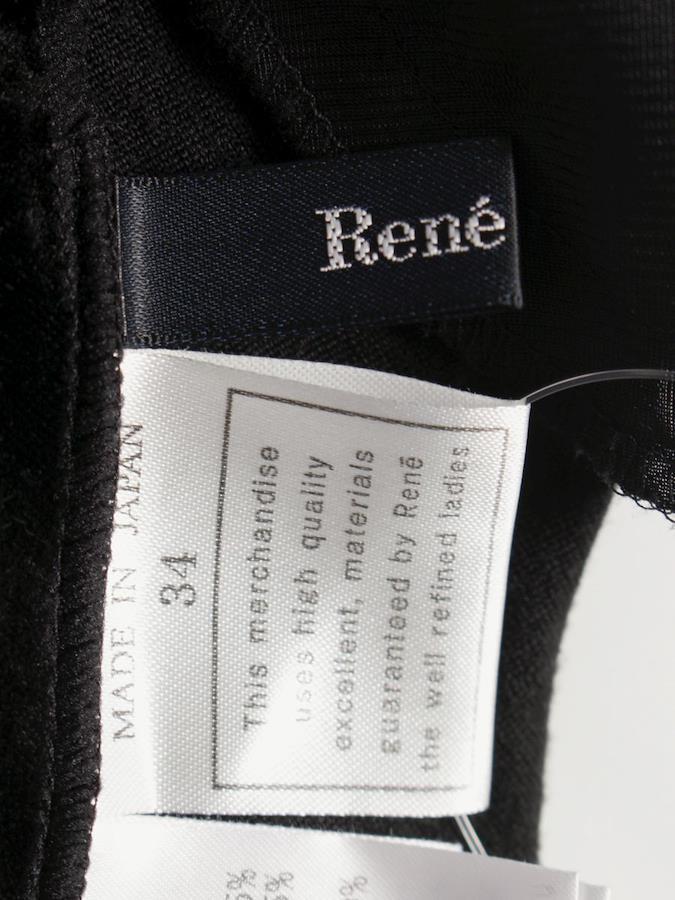 René
MADE IN JAPAN
34
This merchandise
uses high quality
excellent, materials
guaranteed by René
the well refined ladies